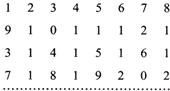 1 2 3 4 5 6 7 8
9 1 0 1 1 1 2 1
3 1 4 1 5 1 6 1
7 1 8 1 9 2 0 2
................................